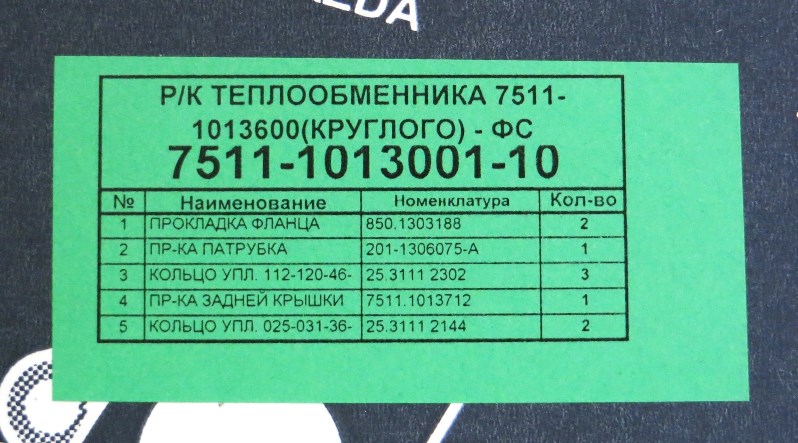 Р/К ТЕПЛООБМЕННИКА 7511-
1013600(КРУГЛОГО) - ФС
7511-1013001-10
№ Наименование Номенклатура Кол-во
1 ПРОКЛАДКА ФЛАНЦА 850.1303188 2
2 ПР-КА ПАТРУБКА 201-1306075-А 1
3 КОЛЬЦО УПЛ. 112-120-46- 25.3111 2302 3
4 ПР-КА ЗАДНЕЙ КРЫШКИ 7511.1013712 1
5 КОЛЬЦО УПЛ. 025-031-36- 25.3111 2144 2